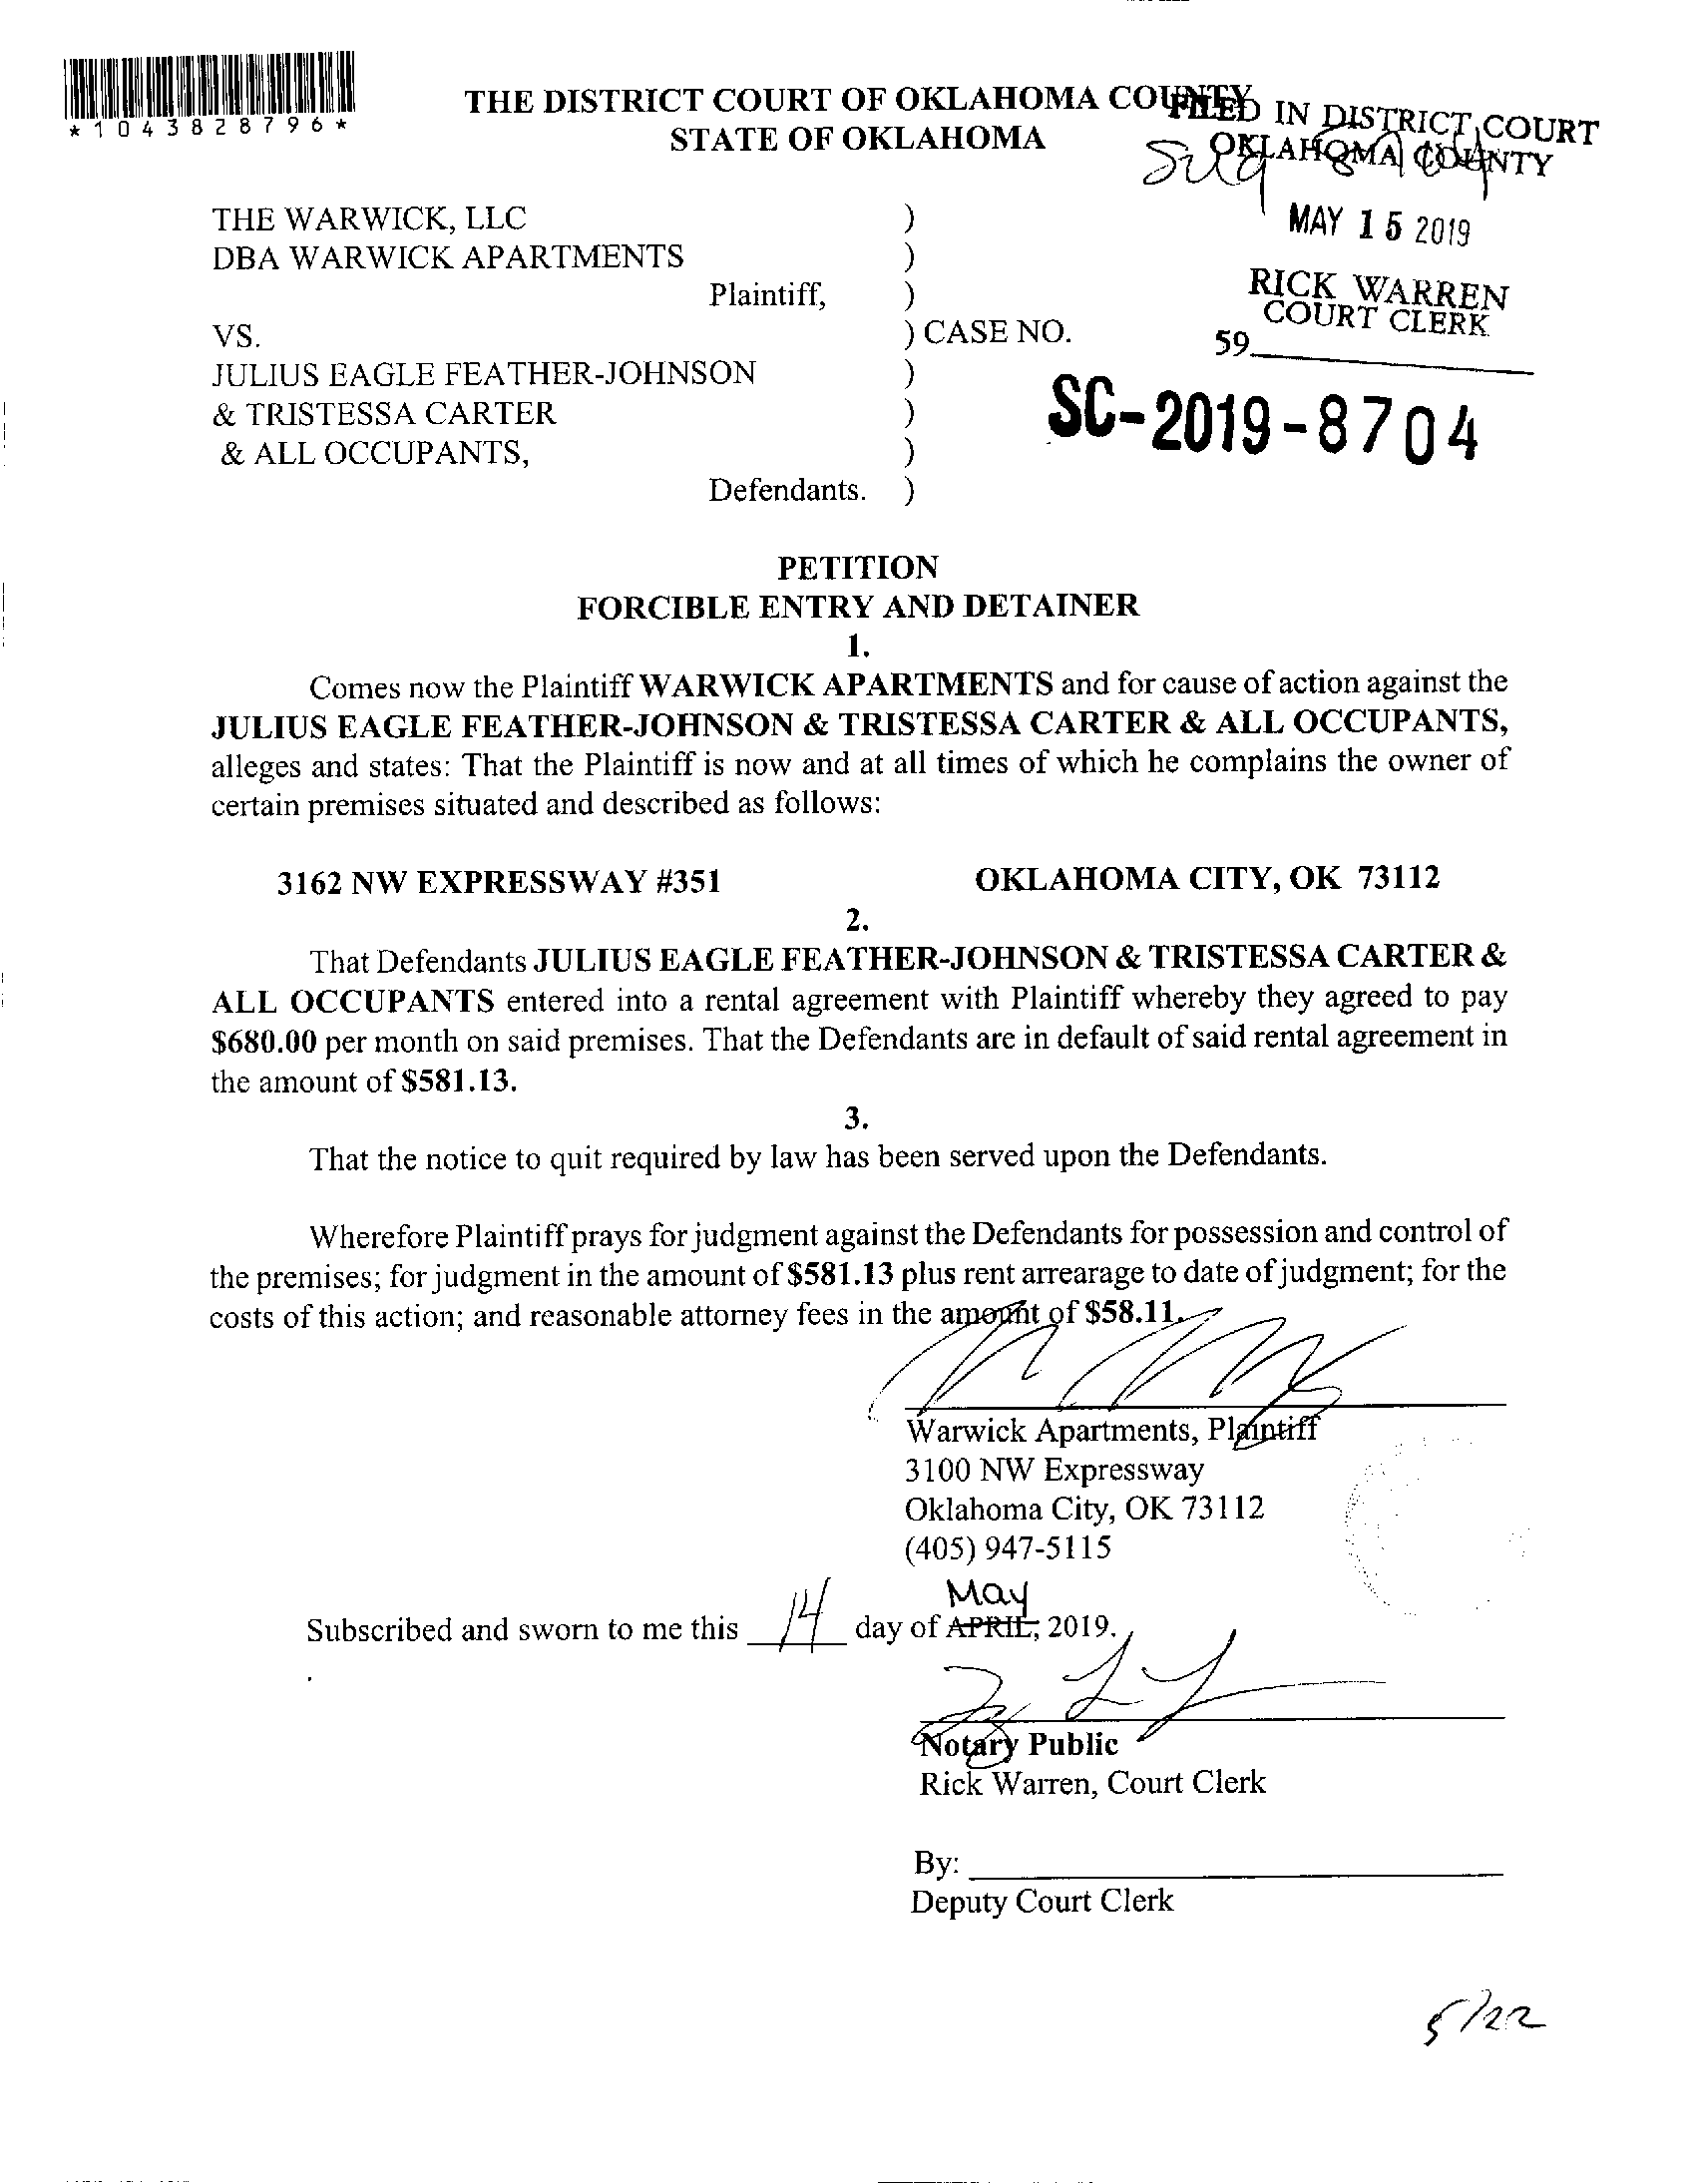 *1043828796*
THE DISTRICT COURT OF OKLAHOMA COUNTY
STATE OF OKLAHOMA
FILED IN DISTRICT COURT
OKLAHOMA COUNTY
MAY 15 2019
RICK WARREN
COURT CLERK
59
THE WARWICK, LLC )
DBA WARWICK APARTMENTS )
Plaintiff, )
VS. ) CASE NO.
SC-2019-8704
JULIUS EAGLE FEATHER-JOHNSON )
& TRISTESSA CARTER )
& ALL OCCUPANTS, )
Defendants. )
PETITION
FORCIBLE ENTRY AND DETAINER
1.
Comes now the Plaintiff WARWICK APARTMENTS and for cause of action against the
JULIUS EAGLE FEATHER-JOHNSON & TRISTESSA CARTER & ALL OCCUPANTS,
alleges and states: That the Plaintiff is now and at all times of which he complains the owner of
certain premises situated and described as follows:
3162 NW EXPRESSWAY #351 OKLAHOMA CITY, OK 73112
2.
That Defendants JULIUS EAGLE FEATHER-JOHNSON & TRISTESSA CARTER &
ALL OCCUPANTS entered into a rental agreement with Plaintiff whereby they agreed to pay
$680.00 per month on said premises. That the Defendants are in default of said rental agreement in
the amount of $581.13.
3.
That the notice to quit required by law has been served upon the Defendants.
Wherefore Plaintiff prays for judgment against the Defendants for possession and control of
the premises; for judgment in the amount of $581.13 plus rent arrearage to date of judgment; for the
costs of this action; and reasonable attorney fees in the amount of $58.11.
Warwick Apartments, Plaintiff
3100 NW Expressway
Oklahoma City, OK 73112
(405) 947-5115
May
Subscribed and sworn to me this 14 day of APRIL, 2019.
Notary Public
Rick Warren, Court Clerk
By:
Deputy Court Clerk
5/22